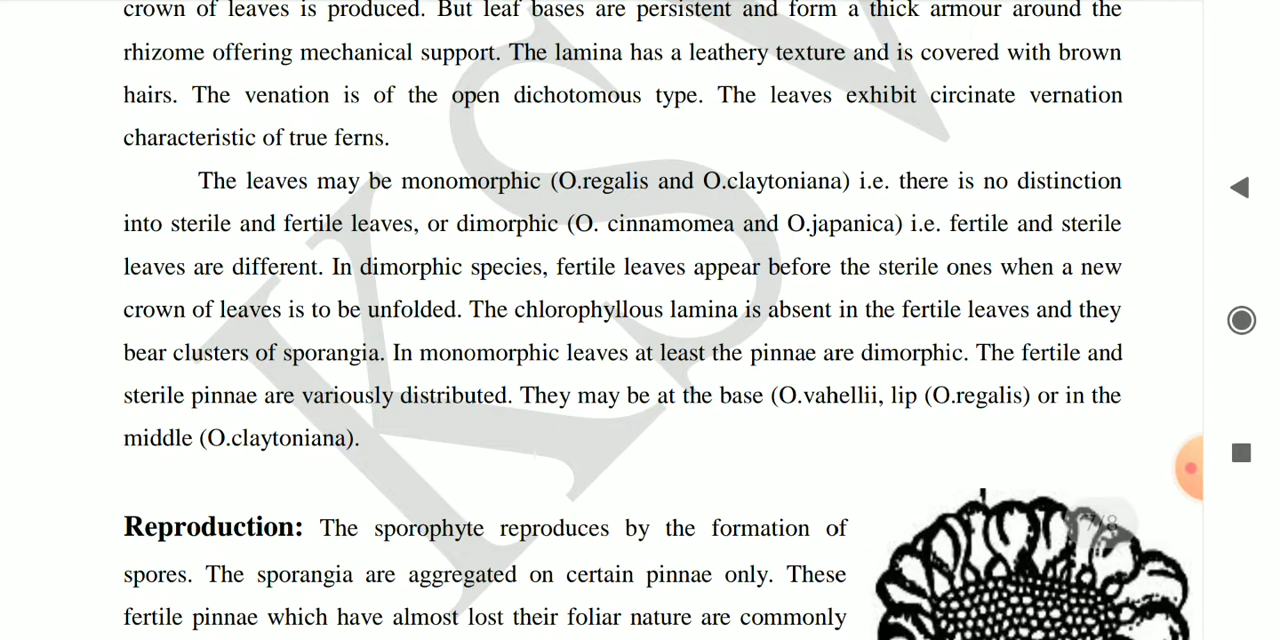 crown of leaves is produced. But leaf bases are persistent and form a thick armour around the
rhizome offering mechanical support. The lamina has a leathery texture and is covered with brown
hairs. The venation is of the open dichotomous type. The leaves exhibit circinate vernation
characteristic of true ferns.
The leaves may be monomorphic (O.regalis and O.claytoniana) i.e. there is no distinction
into sterile and fertile leaves, or dimorphic (O. cinnamomea and O.japanica) i.e. fertile and sterile
leaves are different. In dimorphic species, fertile leaves appear before the sterile ones when a new
crown of leaves is to be unfolded. The chlorophyllous lamina is absent in the fertile leaves and they
bear clusters of sporangia. In monomorphic leaves at least the pinnae are dimorphic. The fertile and
sterile pinnae are variously distributed. They may be at the base (O.vahellii, lip (O.regalis) or in the
middle (O.claytoniana).
Reproduction: The sporophyte reproduces by the formation of
spores. The sporangia are aggregated on certain pinnae only. These
fertile pinnae which have almost lost their foliar nature are commonly
7/8